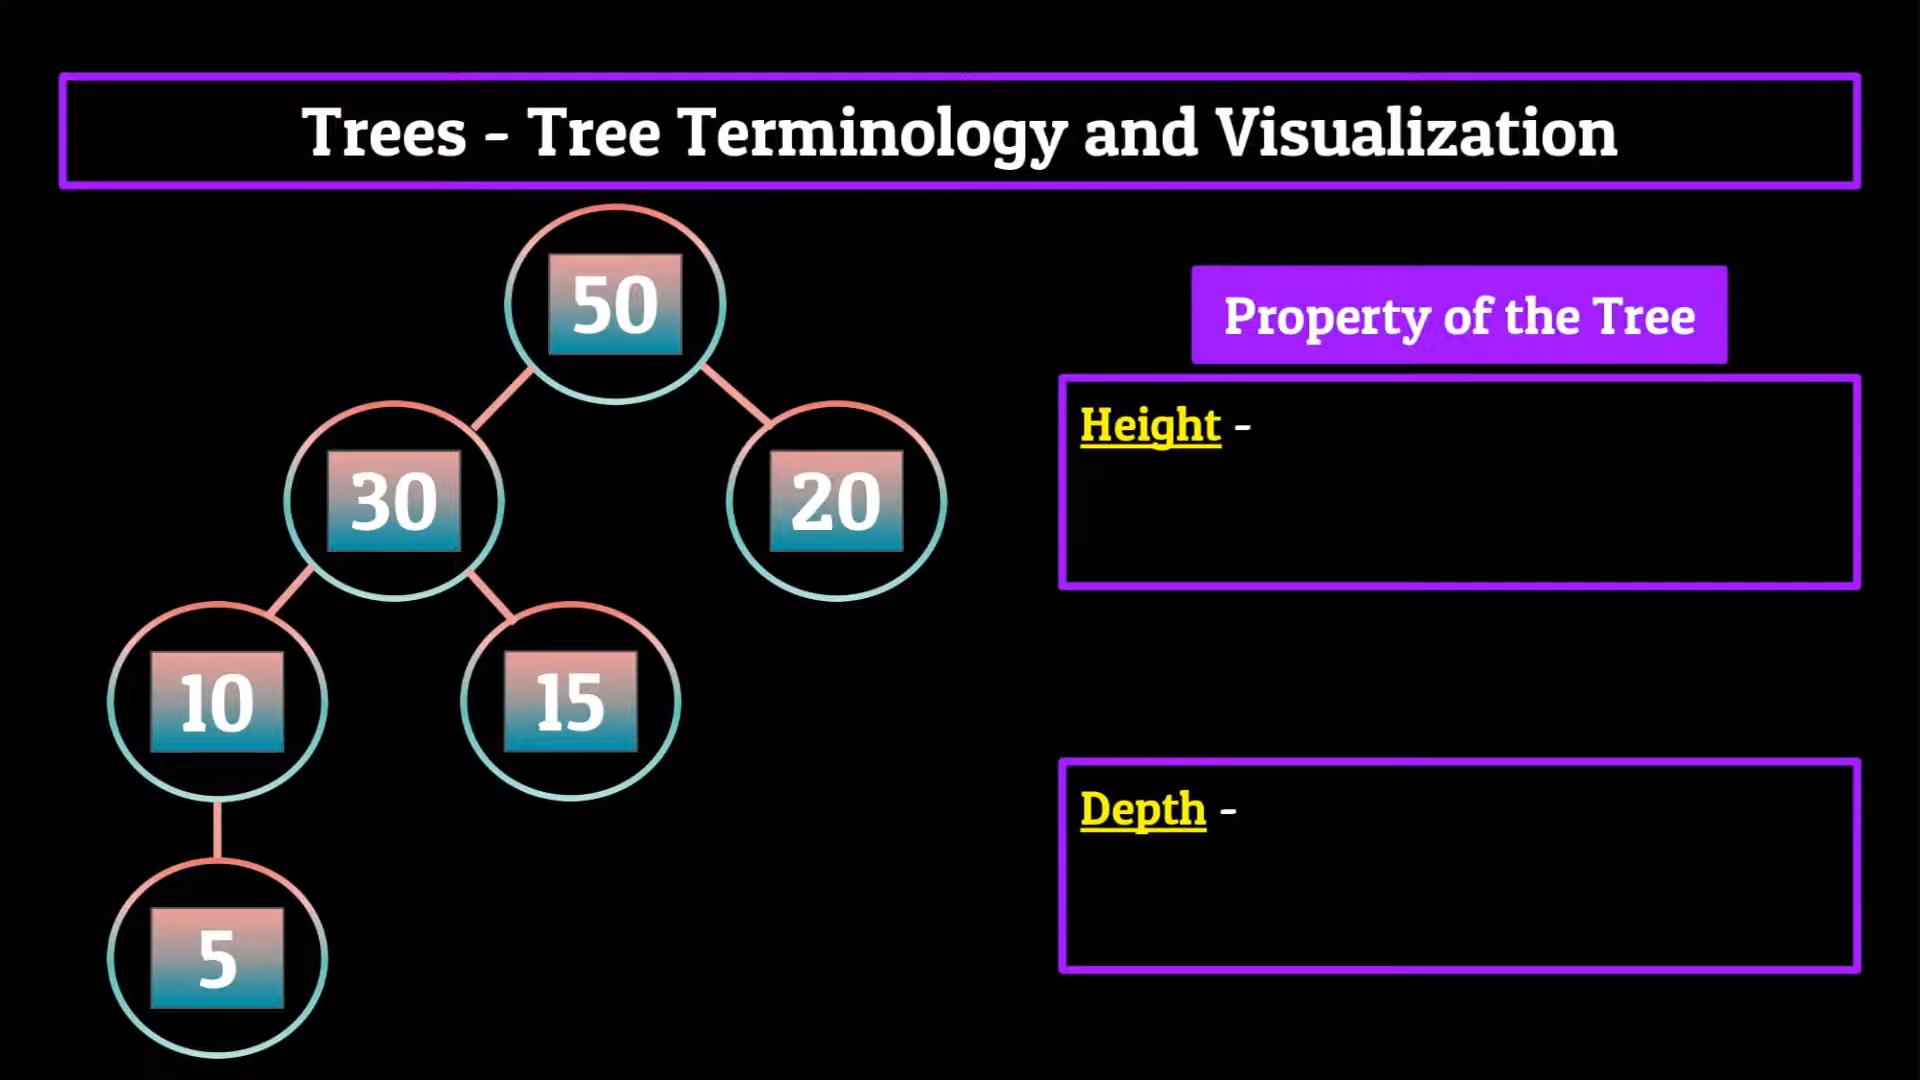 Trees - Tree Terminology and Visualization
50
Property of the Tree
Height -
30
20
10
15
Depth -
5